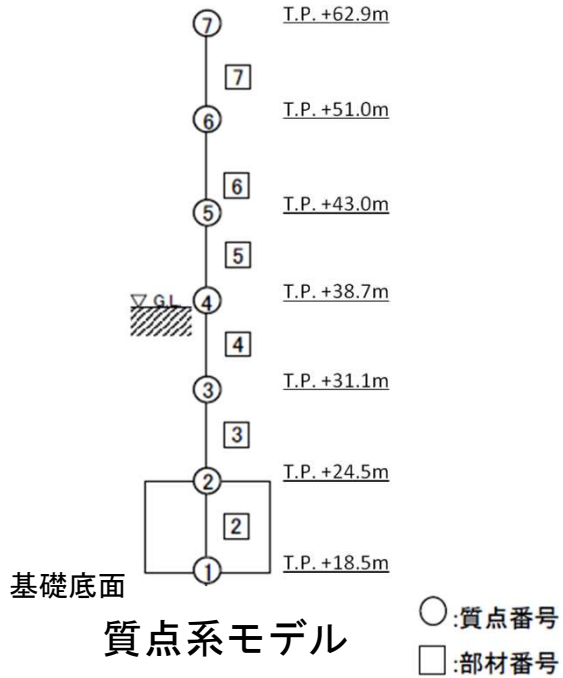 ⑦ T.P. +62.9m
7
⑥ T.P. +51.0m
6
⑤ T.P. +43.0m
5
▽ G.L. ④ T.P. +38.7m
4
③ T.P. +31.1m
3
② T.P. +24.5m
2
① T.P. +18.5m
基礎底面
質点系モデル
○:質点番号
□:部材番号